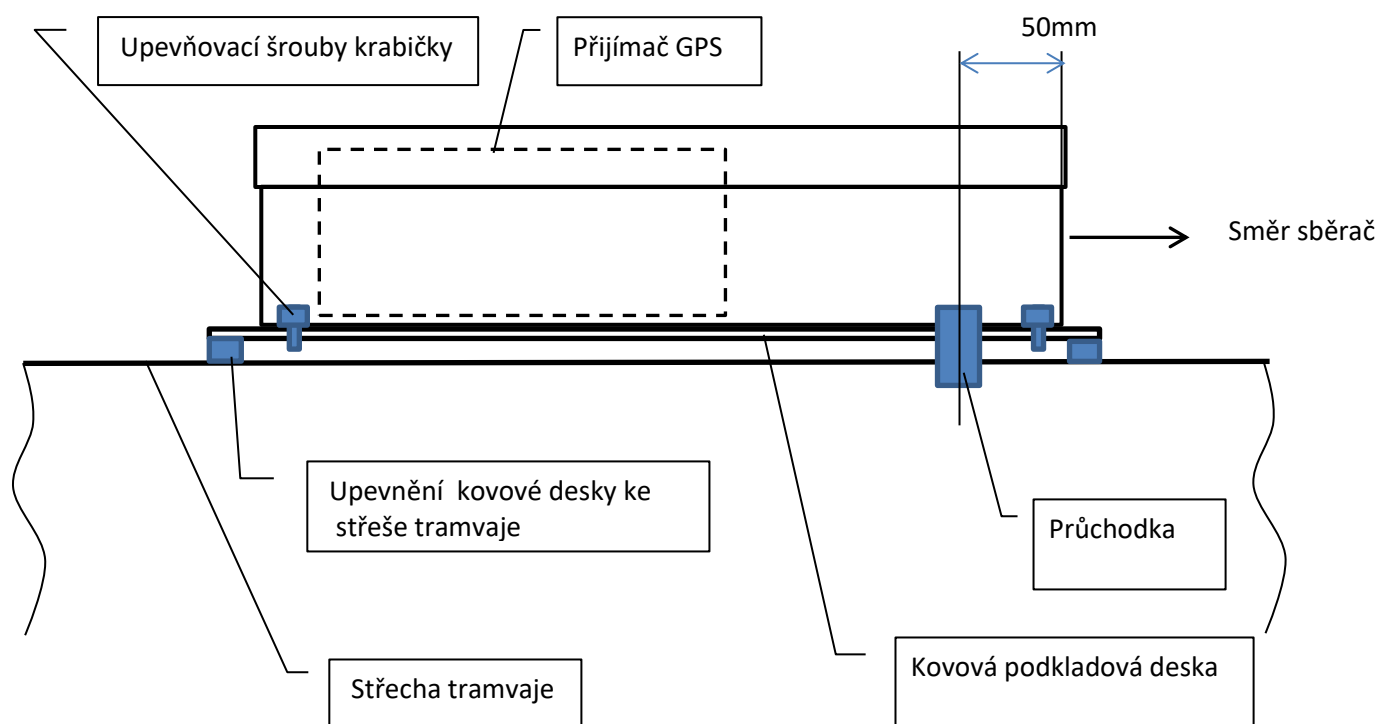 50mm
Upevňovací šrouby krabičky
Přijímač GPS
Směr sběrač
Upevnění kovové desky ke
střeše tramvaje
Průchodka
Střecha tramvaje
Kovová podkladová deska